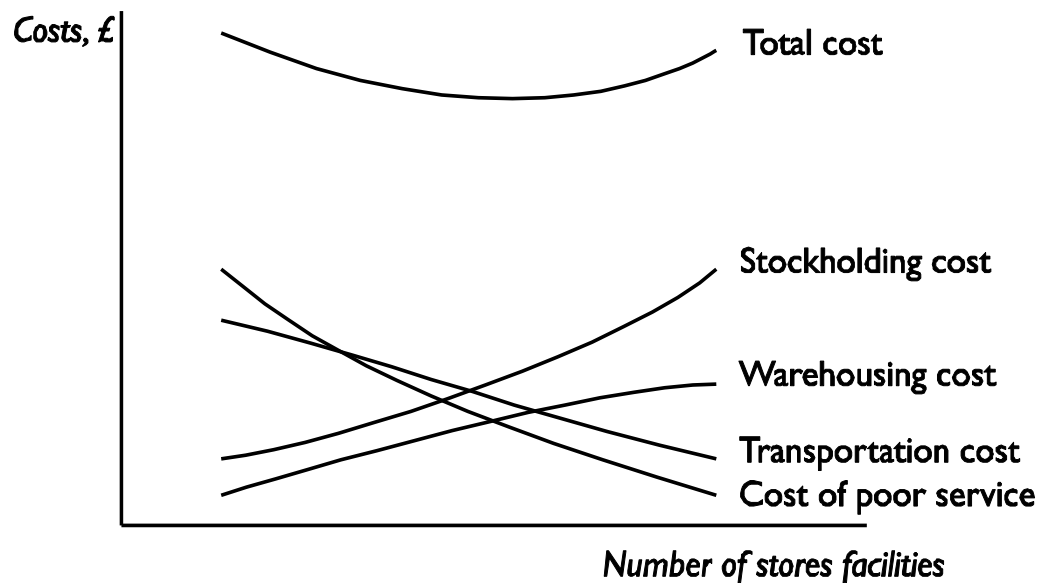 Costs, £
Total cost
Stockholding cost
Warehousing cost
Transportation cost
Cost of poor service
Number of stores facilities